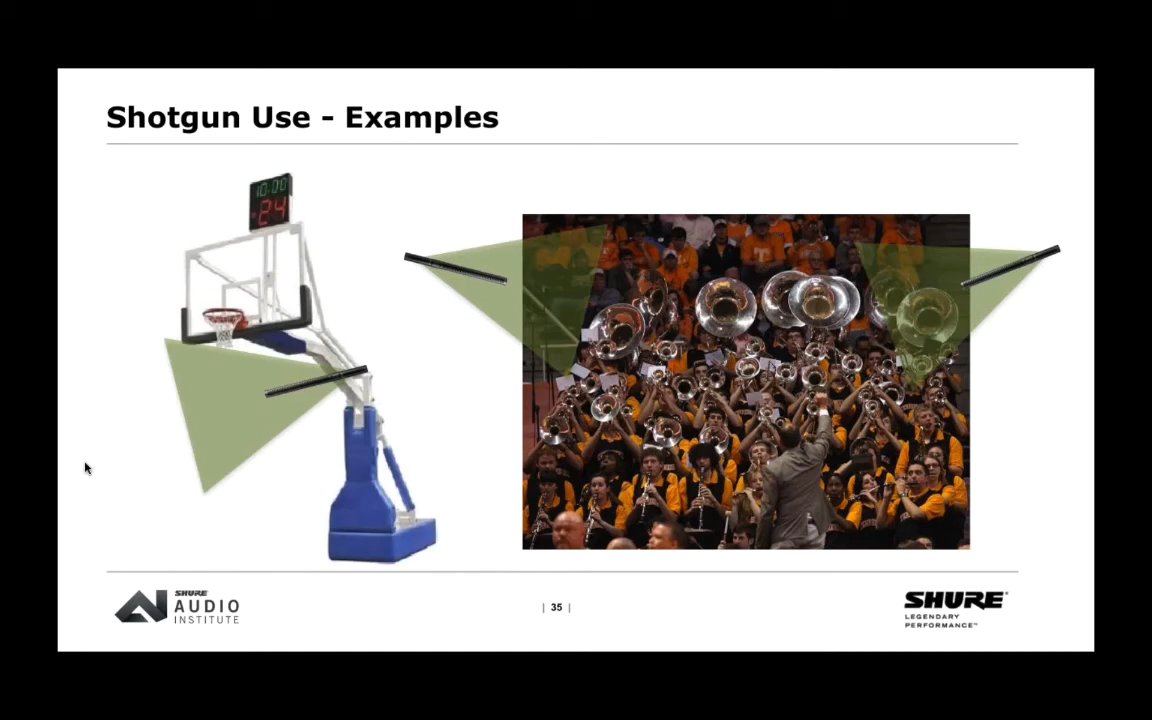 Shotgun Use - Examples
10:00
24
T
SHURE
AUDIO
INSTITUTE
| 35 |
SHURE
LEGENDARY
PERFORMANCE™